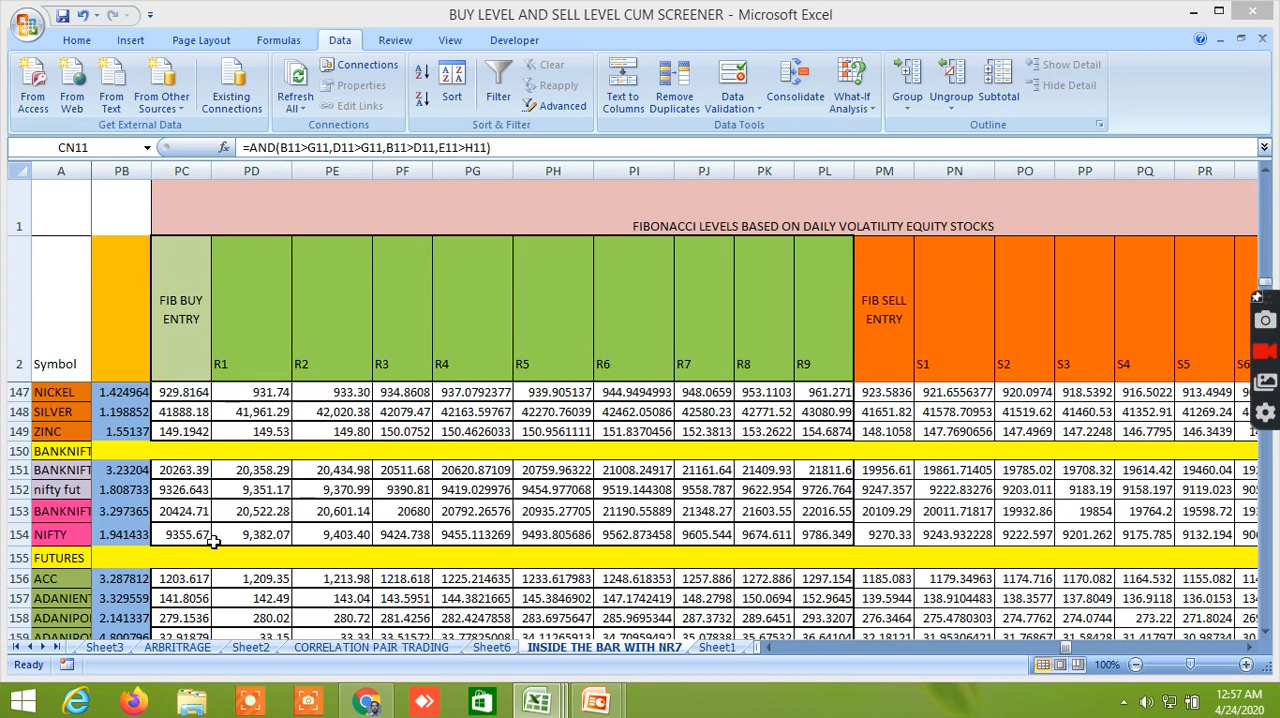 BUY LEVEL AND SELL LEVEL CUM SCREENER - Microsoft Excel
Home Insert Page Layout Formulas Data Review View Developer
From Access From Web From Text From Other Sources Existing Connections Refresh All Connections Properties Edit Links Sort Filter Clear Reapply Advanced Text to Columns Remove Duplicates Data Validation Consolidate What-If Analysis Group Ungroup Subtotal Show Detail Hide Detail
Get External Data Connections Sort & Filter Data Tools Outline
CN11 fx =AND(B11>G11,D11>G11,B11>D11,E11>H11)
A PB PC PD PE PF PG PH PI PJ PK PL PM PN PO PP PQ PR
1 FIBONACCI LEVELS BASED ON DAILY VOLATILITY EQUITY STOCKS
2 Symbol FIB BUY ENTRY R1 R2 R3 R4 R5 R6 R7 R8 R9 FIB SELL ENTRY S1 S2 S3 S4 S5 S6
147 NICKEL 1.424964 929.8164 931.74 933.30 934.8608 937.0792377 939.905137 944.9494993 948.0659 953.1103 961.271 923.5836 921.6556377 920.0974 918.5392 916.5022 913.4949 91
148 SILVER 1.198852 41888.18 41,961.29 42,020.38 42079.47 42163.59767 42270.76039 42462.05086 42580.23 42771.52 43080.99 41651.82 41578.70953 41519.62 41460.53 41352.91 41269.24
149 ZINC 1.55137 149.1942 149.53 149.80 150.0752 150.4626033 150.9561111 151.8370456 152.3813 153.2622 154.6874 148.1058 147.7690656 147.4969 147.2248 146.7795 146.3439
150 BANKNIFT
151 BANKNIFT 3.23204 20263.39 20,358.29 20,434.98 20511.68 20620.87109 20759.96322 21008.24917 21161.64 21409.93 21811.6 19956.61 19861.71405 19785.02 19708.32 19614.42 19460.04
152 nifty fut 1.808733 9326.643 9,351.17 9,370.99 9390.81 9419.029976 9454.977068 9519.144308 9558.787 9622.954 9726.764 9247.357 9222.83276 9203.011 9183.19 9158.197 9119.023
153 BANKNIFT 3.297365 20424.71 20,522.28 20,601.14 20680 20792.26576 20935.27705 21190.55889 21348.27 21603.55 22016.55 20109.29 20011.71817 19932.86 19854 19764.2 19598.72
154 NIFTY 1.941433 9355.67 9,382.07 9,403.40 9424.738 9455.113269 9493.805686 9562.873458 9605.544 9674.611 9786.349 9270.33 9243.932228 9222.597 9201.262 9175.785 9132.194
155 FUTURES
156 ACC 3.287812 1203.617 1,209.35 1,213.98 1218.618 1225.214635 1233.617983 1248.618353 1257.886 1272.886 1297.154 1185.083 1179.34963 1174.716 1170.082 1164.532 1155.082
157 ADANIENT 3.329559 141.8056 142.49 143.04 143.5951 144.3821665 145.3846992 147.1742419 148.2798 150.0694 152.9645 139.5944 138.9104483 138.3576 137.8049 136.9118 136.0153
158 ADANIPO 2.141337 279.1536 280.02 280.72 281.4256 282.4247858 283.6975771 285.9695344 287.3732 289.6451 293.3207 276.3464 275.4780303 274.7764 274.0747 273.22 271.8024
159 4.800796 32.91879 33.15 33.33
Sheet3 ARBRITRAGE Sheet2 CORRELATION PAIR TRADING Sheet6 INSIDE THE BAR WITH NR7 Sheet1
Ready 100%
12:57 AM
4/24/2020